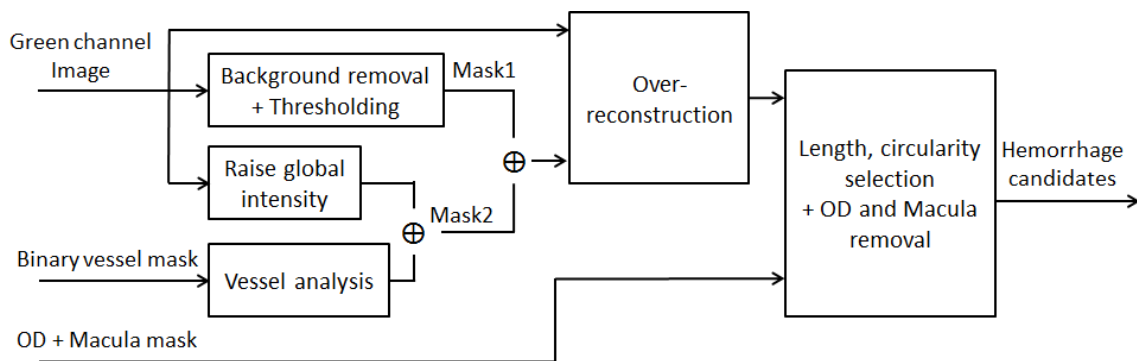 Green channel
Image
Background removal
+ Thresholding
Mask1
Over-
reconstruction
Raise global
intensity
Mask2
Length, circularity
selection
+ OD and Macula
removal
Hemorrhage
candidates
Binary vessel mask
Vessel analysis
OD + Macula mask